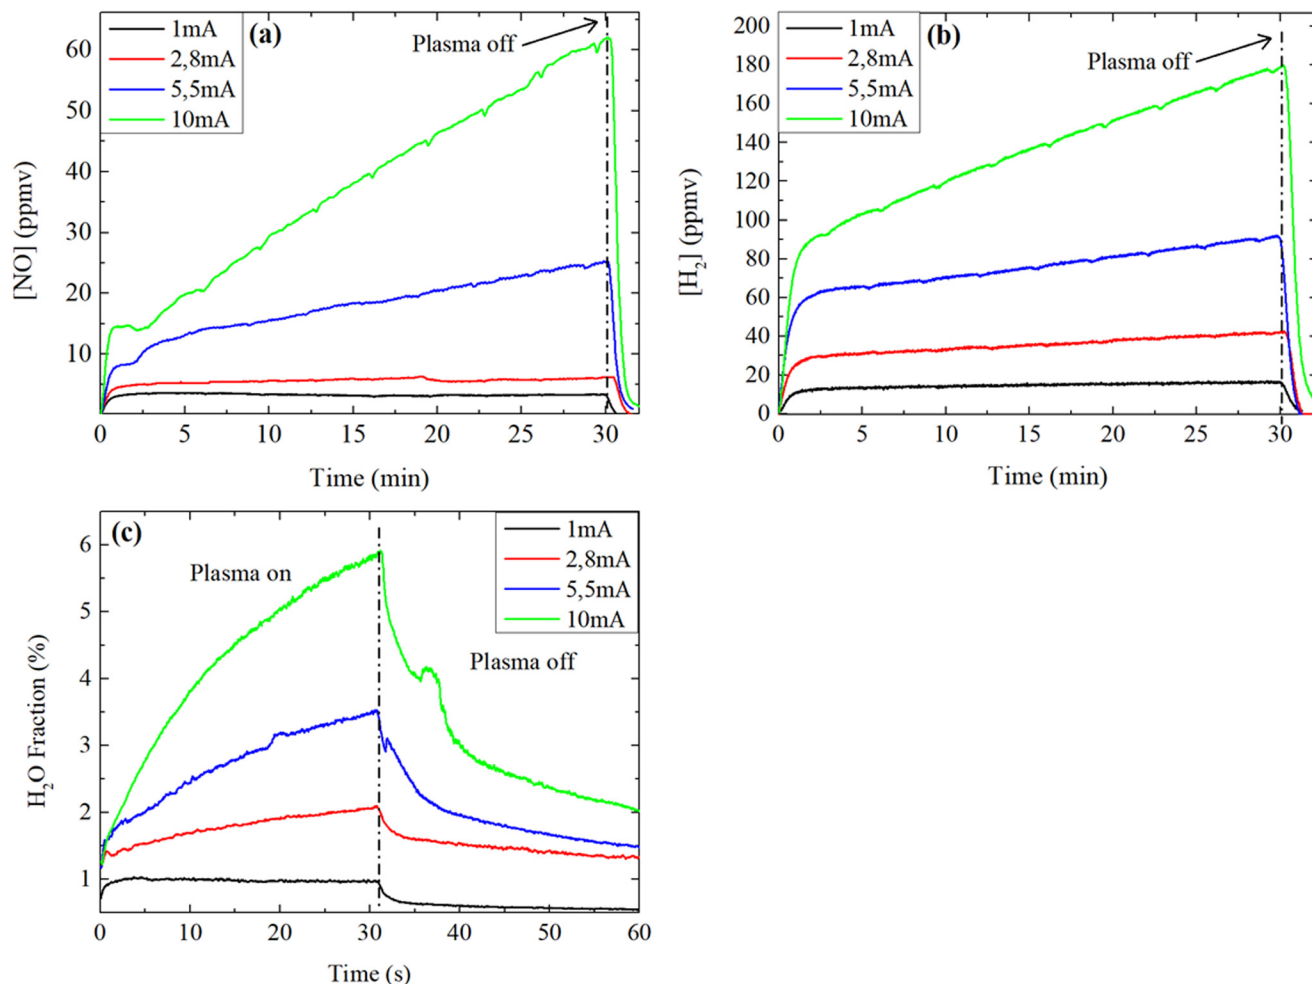 (a)
1mA
2,8mA
5,5mA
10mA
Plasma off
60
50
40
30
20
10
0
5
10
15
20
25
30
[NO] (ppmv)
Time (min)
(b)
1mA
2,8mA
5,5mA
10mA
Plasma off
200
180
160
140
120
100
80
60
40
20
0
0
5
10
15
20
25
30
[H₂] (ppmv)
Time (min)
(c)
1mA
2,8mA
5,5mA
10mA
Plasma on
Plasma off
6
5
4
3
2
1
0
10
20
30
40
50
60
H₂O Fraction (%)
Time (s)